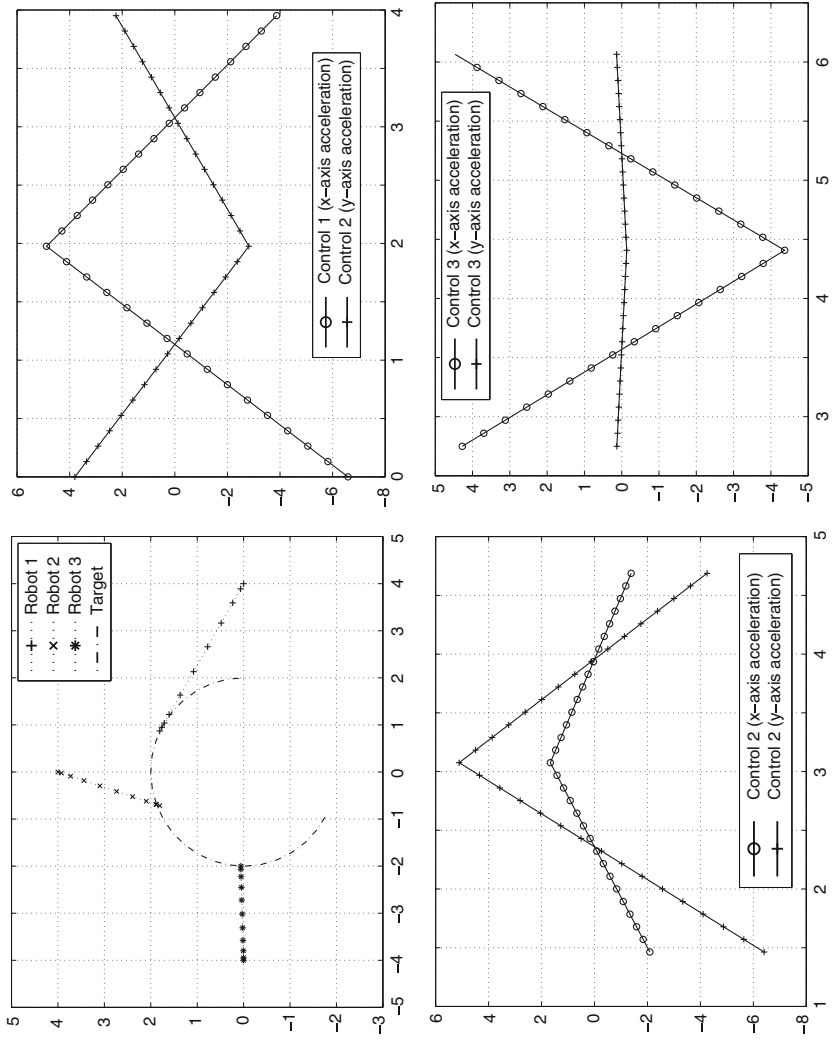 5
4
3
2
1
0
−1
−2
−3
−5 −4 −3 −2 −1 0 1 2 3 4 5
Robot 1
Robot 2
Robot 3
Target
6
4
2
0
−2
−4
−6
−8
0 1 2 3 4
Control 1 (x−axis acceleration)
Control 2 (y−axis acceleration)
6
4
2
0
−2
−4
−6
−8
1 2 3 4 5
Control 2 (x−axis acceleration)
Control 2 (y−axis acceleration)
5
4
3
2
1
0
−1
−2
−3
−4
−5
3 4 5 6
Control 3 (x−axis acceleration)
Control 3 (y−axis acceleration)